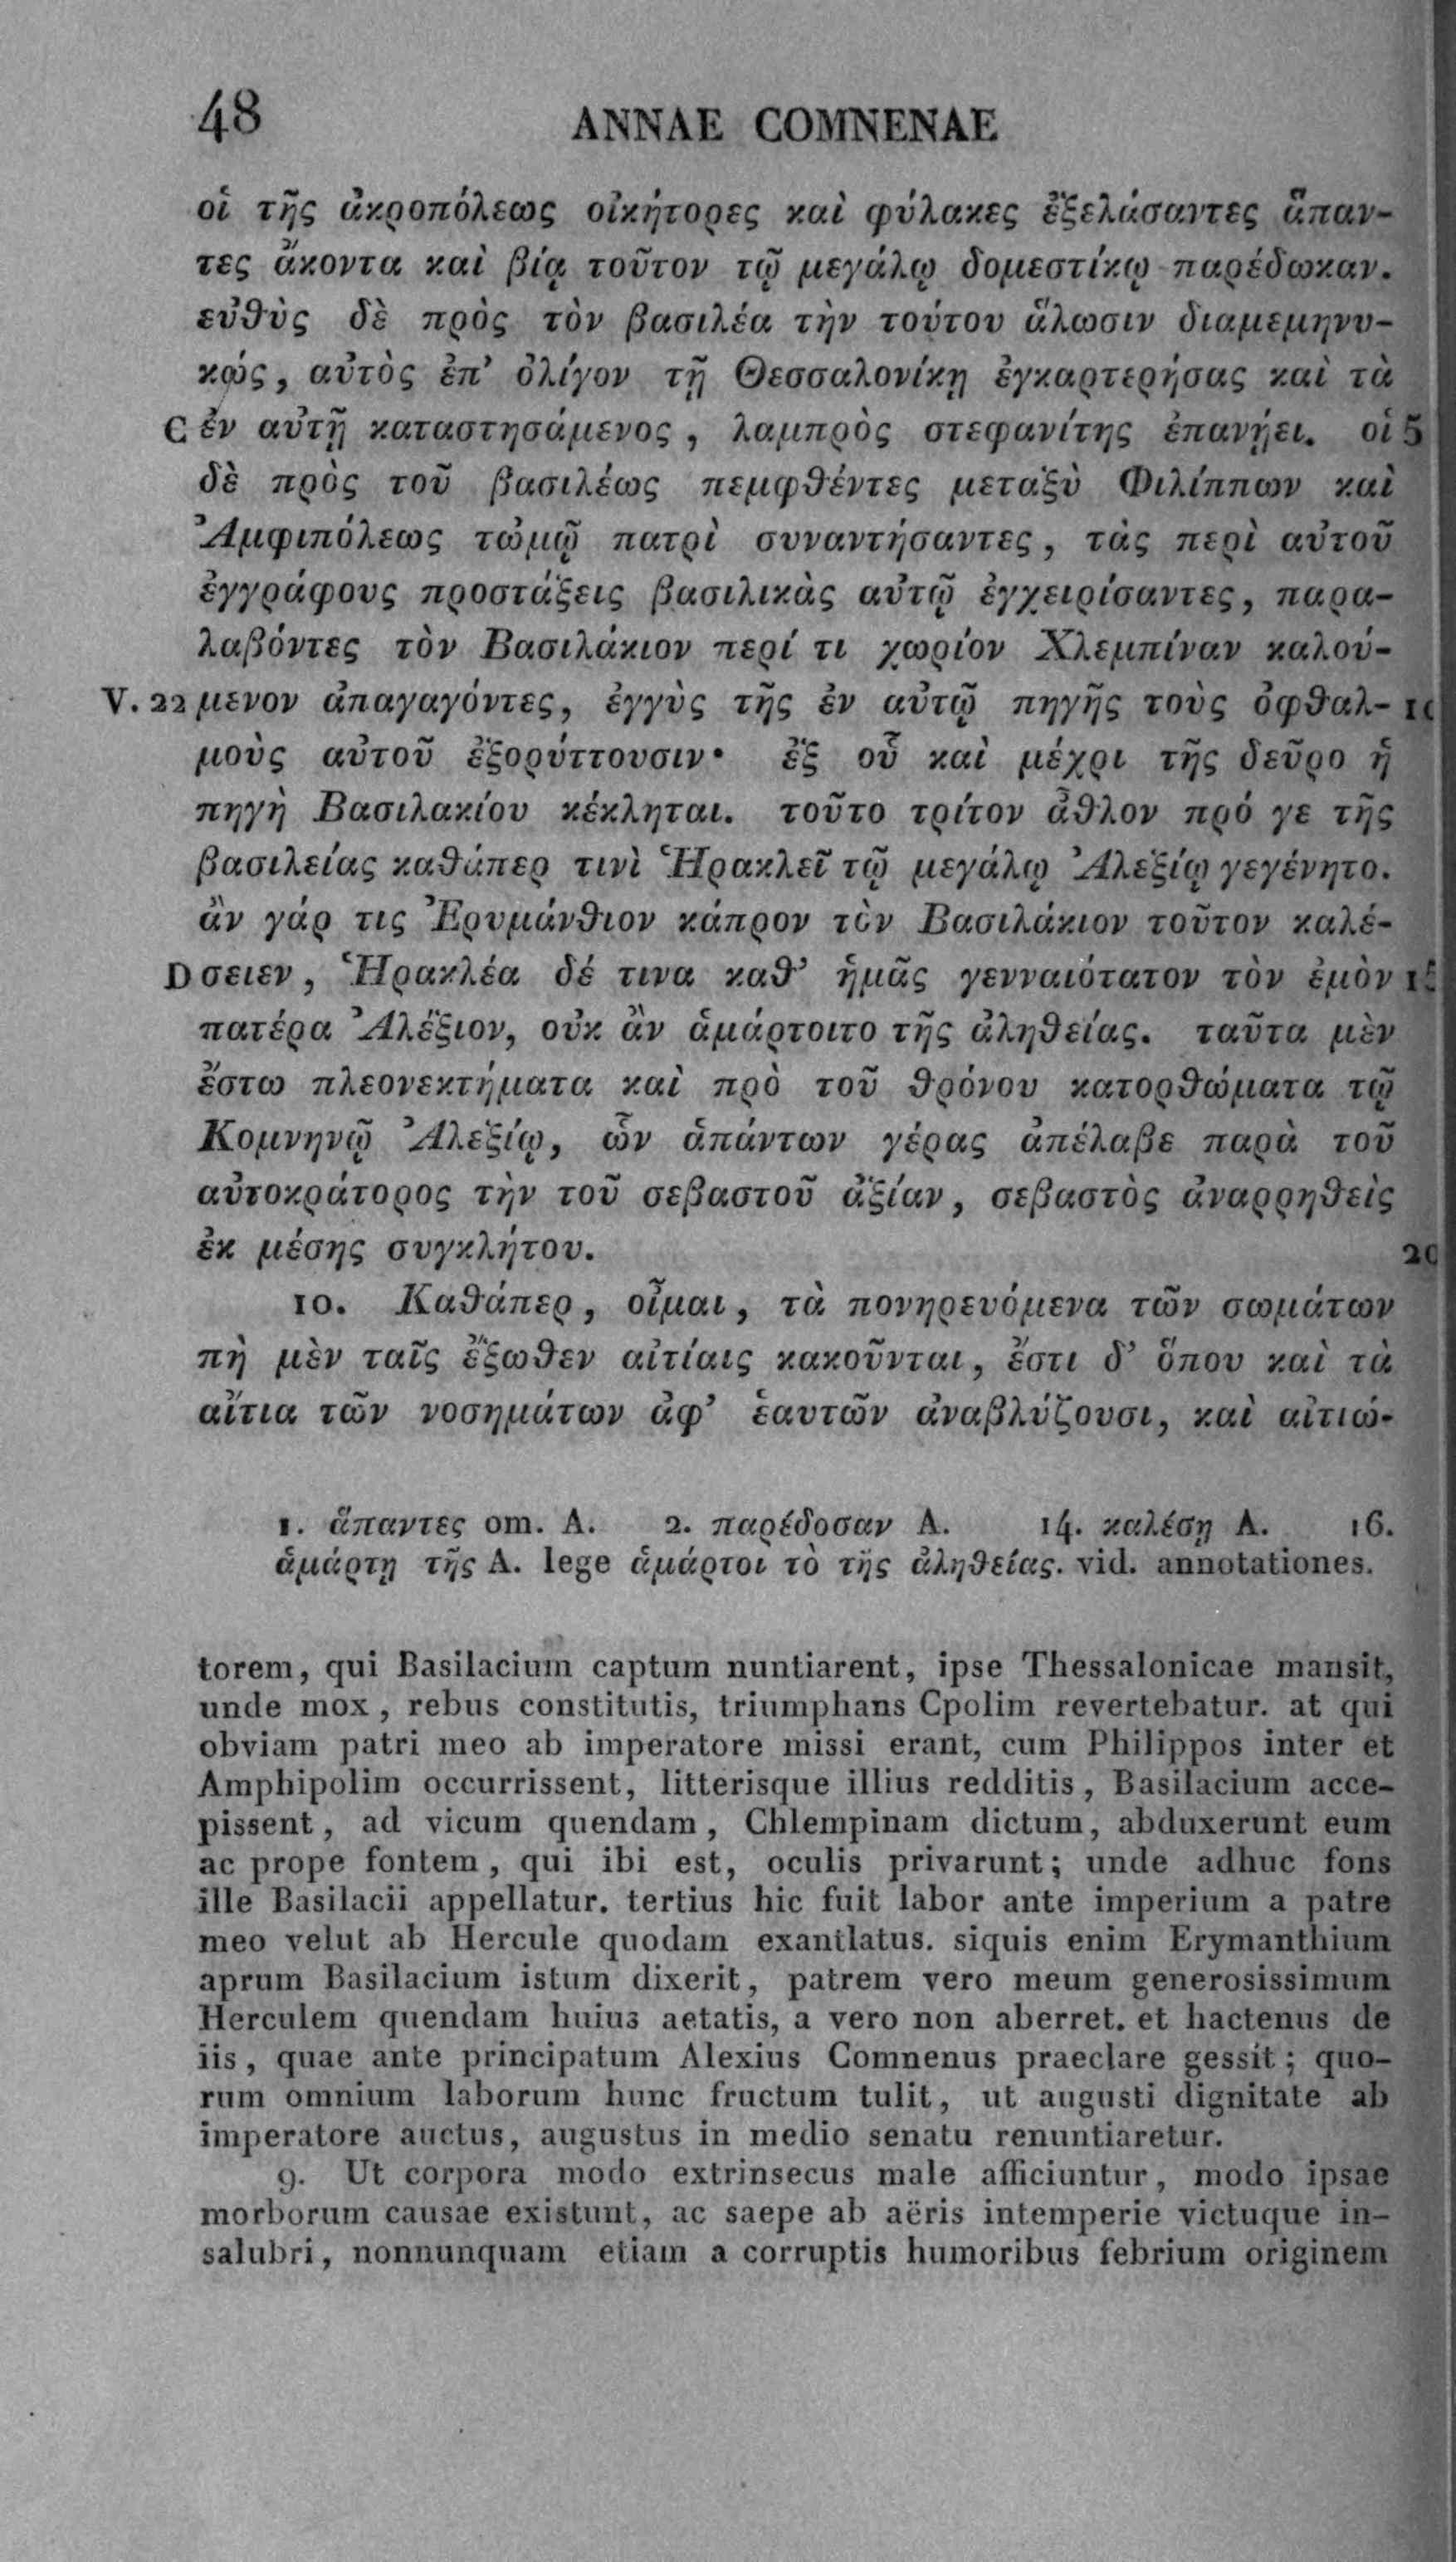 48 ANNAE COMNENAE
οἱ τῆς ἀκροπόλεως οἰκήτορες καὶ φύλακες ἐξελάσαντες ἅπαν-
τες ἄκοντα καὶ βίᾳ τοῦτον τῷ μεγάλῳ δομεστίκῳ παρέδωκαν.
εὐθὺς δὲ πρὸς τὸν βασιλέα τὴν τούτου ἅλωσιν διαμεμηνυ-
κώς, αὐτὸς ἐπ’ ὀλίγον τῇ Θεσσαλονίκῃ ἐγκαρτερήσας καὶ τὰ
C ἐν αὐτῇ καταστησάμενος, λαμπρὸς στεφανίτης ἐπανῄει. οἱ 5
δὲ πρὸς τοῦ βασιλέως πεμφθέντες μεταξὺ Φιλίππων καὶ
Ἀμφιπόλεως τὠμῷ πατρὶ συναντήσαντες, τὰς περὶ αὐτοῦ
ἐγγράφους προστάξεις βασιλικὰς αὐτῷ ἐγχειρίσαντες, παρα-
λαβόντες τὸν Βασιλάκιον περί τι χωρίον Χλεμπίναν καλού-
V. 22 μενον ἀπαγαγόντες, ἐγγὺς τῆς ἐν αὐτῷ πηγῆς τοὺς ὀφθαλ- 10
μοὺς αὐτοῦ ἐξορύττουσιν· ἐξ οὗ καὶ μέχρι τῆς δεῦρο ἡ
πηγὴ Βασιλακίου κέκληται. τοῦτο τρίτον ἆθλον πρό γε τῆς
βασιλείας καθάπερ τινὶ Ἡρακλεῖ τῷ μεγάλῳ Ἀλεξίῳ γεγένητο.
ἂν γάρ τις Ἐρυμάνθιον κάπρον τὸν Βασιλάκιον τοῦτον καλέ-
D σειεν, Ἡρακλέα δέ τινα καθ’ ἡμᾶς γενναιότατον τὸν ἐμὸν 15
πατέρα Ἀλέξιον, οὐκ ἂν ἁμάρτοιτο τῆς ἀληθείας. ταῦτα μὲν
ἔστω πλεονεκτήματα καὶ πρὸ τοῦ θρόνου κατορθώματα τῷ
Κομνηνῷ Ἀλεξίῳ, ὧν ἁπάντων γέρας ἀπέλαβε παρὰ τοῦ
αὐτοκράτορος τὴν τοῦ σεβαστοῦ ἀξίαν, σεβαστὸς ἀναρρηθεὶς
ἐκ μέσης συγκλήτου. 20
10. Καθάπερ, οἶμαι, τὰ πονηρευόμενα τῶν σωμάτων
πὴ μὲν ταῖς ἔξωθεν αἰτίαις κακοῦνται, ἔστι δ’ ὅπου καὶ τὰ
αἴτια τῶν νοσημάτων ἀφ’ ἑαυτῶν ἀναβλύζουσι, καὶ αἰτιώ-
1. ἅπαντες om. A. 2. παρέδοσαν A. 14. καλέσῃ A. 16.
ἁμάρτῃ τῆς A. lege ἁμάρτοι τὸ τῆς ἀληθείας. vid. annotationes.
torem, qui Basilacium captum nuntiarent, ipse Thessalonicae mansit,
unde mox, rebus constitutis, triumphans Cpolim revertebatur. at qui
obviam patri meo ab imperatore missi erant, cum Philippos inter et
Amphipolim occurrissent, litterisque illius redditis, Basilacium acce-
pissent, ad vicum quendam, Chlempinam dictum, abduxerunt eum
ac prope fontem, qui ibi est, oculis privarunt; unde adhuc fons
ille Basilacii appellatur. tertius hic fuit labor ante imperium a patre
meo velut ab Hercule quodam exantlatus. siquis enim Erymanthium
aprum Basilacium istum dixerit, patrem vero meum generosissimum
Herculem quendam huius aetatis, a vero non aberret. et hactenus de
iis, quae ante principatum Alexius Comnenus praeclare gessit; quo-
rum omnium laborum hunc fructum tulit, ut augusti dignitate ab
imperatore auctus, augustus in medio senatu renuntiaretur.
9. Ut corpora modo extrinsecus male afficiuntur, modo ipsae
morborum causae existunt, ac saepe ab aëris intemperie victuque in-
salubri, nonnunquam etiam a corruptis humoribus febrium originem